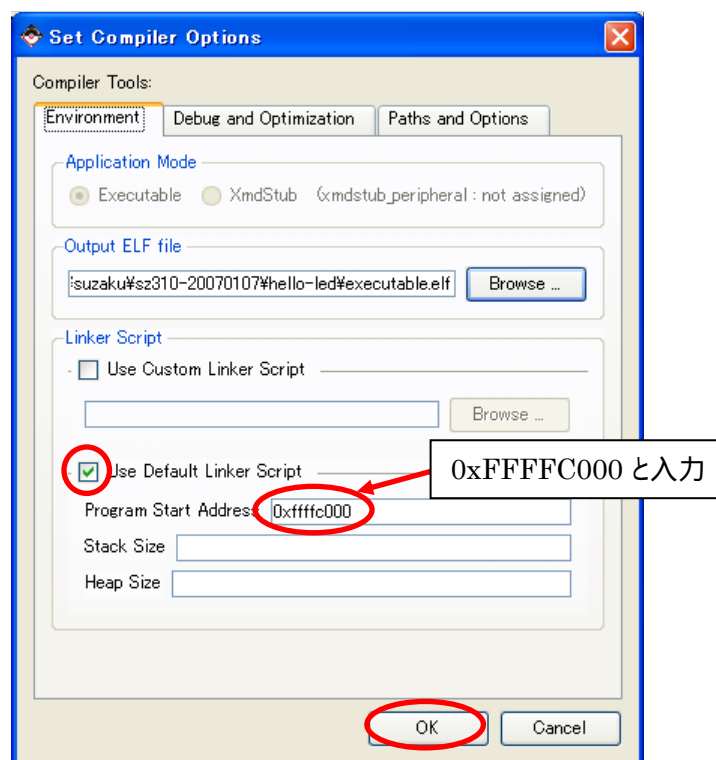 Set Compiler Options
Compiler Tools:
Environment Debug and Optimization Paths and Options
Application Mode
Executable XmdStub (xmdstub_peripheral : not assigned)
Output ELF file
suzaku¥sz310-20070107¥hello-led¥executable.elf Browse ...
Linker Script
Use Custom Linker Script
Browse ...
Use Default Linker Script
0xFFFFC000 と入力
Program Start Address 0xffffc000
Stack Size
Heap Size
OK Cancel